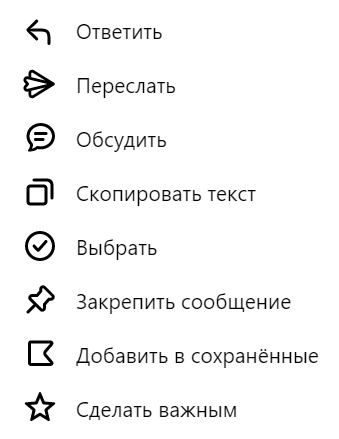 Ответить
Переслать
Обсудить
Скопировать текст
Выбрать
Закрепить сообщение
Добавить в сохранённые
Сделать важным